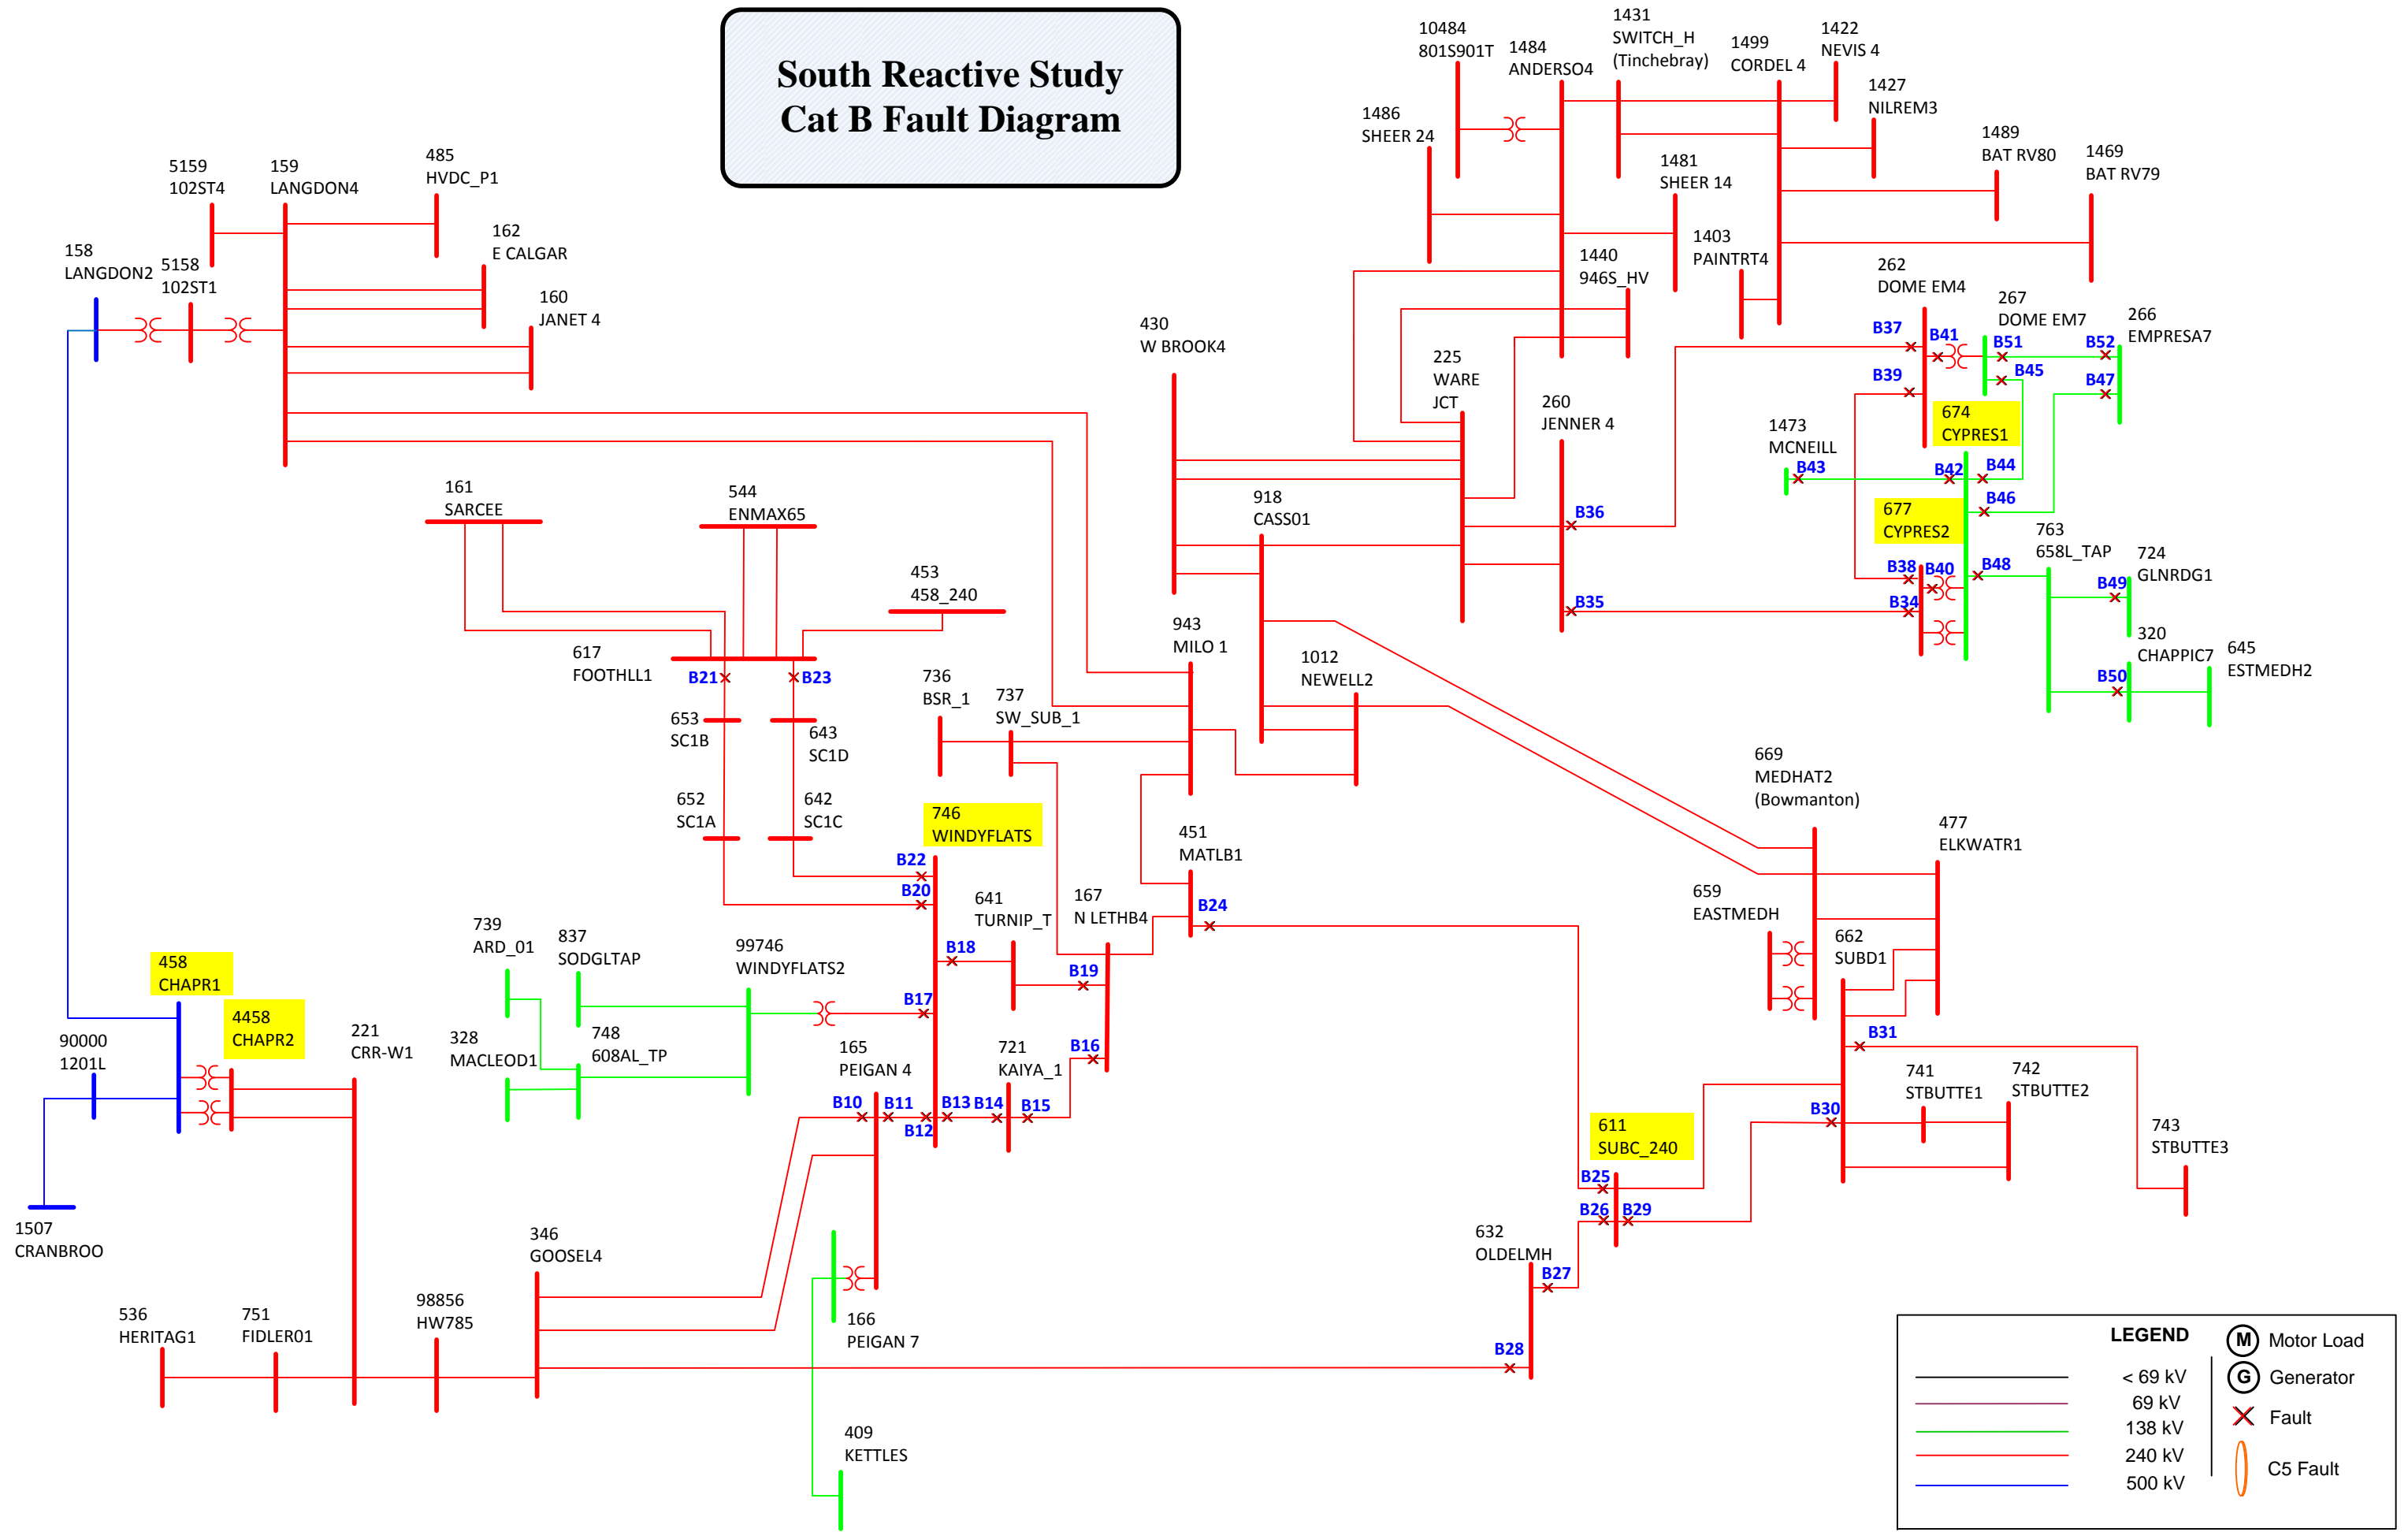 South Reactive Study
Cat B Fault Diagram
10484
801S901T
1484
ANDERSO4
1431
SWITCH_H
(Tinchebray)
1499
CORDEL 4
1422
NEVIS 4
1427
NILREM3
1486
SHEER 24
1481
SHEER 14
1489
BAT RV80
1469
BAT RV79
5159
102ST4
159
LANGDON4
485
HVDC_P1
162
E CALGAR
158
LANGDON2
5158
102ST1
160
JANET 4
1403
PAINTRT4
1440
946S_HV
262
DOME EM4
267
DOME EM7
266
EMPRESA7
430
W BROOK4
225
WARE
JCT
260
JENNER 4
B37
B41
B51
B52
B39
B45
B47
674
CYPRES1
1473
MCNEILL
B43
B42
B44
B46
677
CYPRES2
161
SARCEE
544
ENMAX65
918
CASS01
B36
763
658L_TAP
724
GLNRDG1
B38
B40
B48
B49
453
458_240
B35
B34
943
MILO 1
617
FOOTHLL1
B21
B23
1012
NEWELL2
320
CHAPPIC7
645
ESTMEDH2
B50
736
BSR_1
737
SW_SUB_1
653
SC1B
643
SC1D
669
MEDHAT2
(Bowmanton)
652
SC1A
642
SC1C
746
WINDYFLATS
451
MATLB1
477
ELKWATR1
B22
B20
641
TURNIP_T
167
N LETHB4
B24
659
EASTMEDH
739
ARD_01
837
SODGLTAP
99746
WINDYFLATS2
B18
662
SUBD1
458
CHAPR1
B19
B17
4458
CHAPR2
221
CRR-W1
328
MACLEOD1
748
608AL_TP
90000
1201L
165
PEIGAN 4
721
KAIYA_1
B16
B31
741
STBUTTE1
742
STBUTTE2
B10
B11
B12
B13
B14
B15
B30
611
SUBC_240
743
STBUTTE3
B25
B26
B29
1507
CRANBROO
346
GOOSEL4
632
OLDELMH
B27
536
HERITAG1
751
FIDLER01
98856
HW785
166
PEIGAN 7
B28
409
KETTLES
LEGEND
< 69 kV
69 kV
138 kV
240 kV
500 kV
M Motor Load
G Generator
Fault
C5 Fault